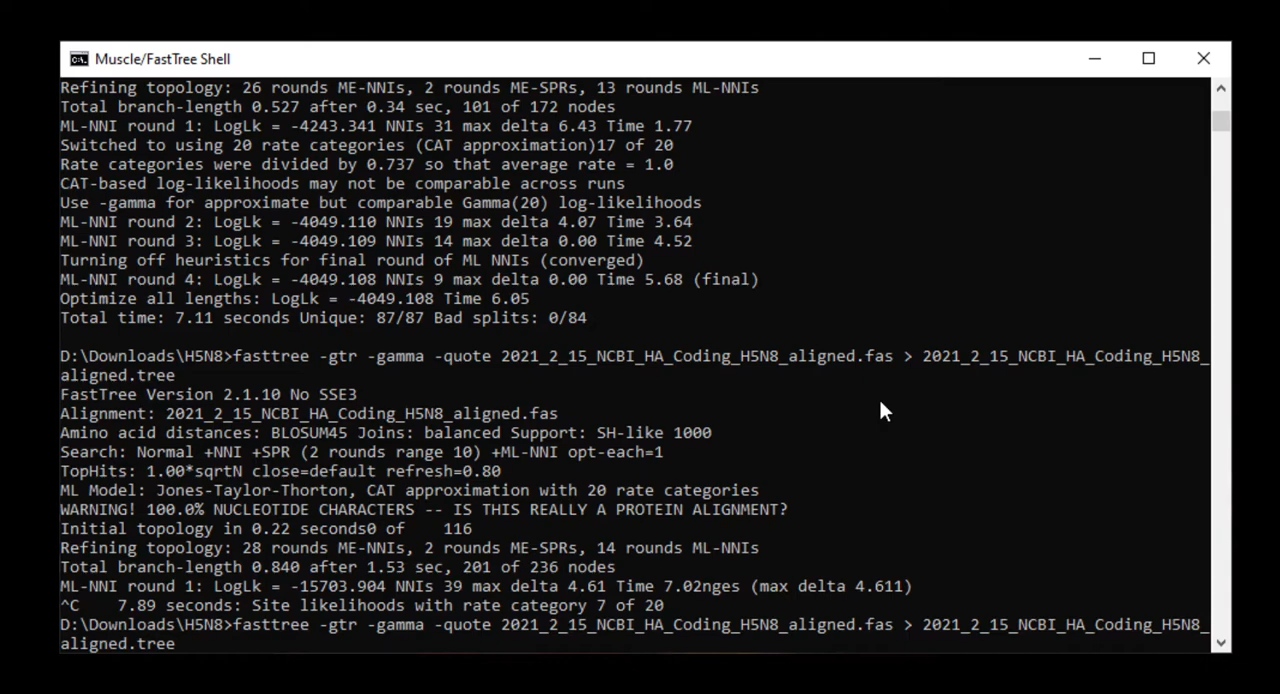 Muscle/FastTree Shell
Refining topology: 26 rounds ME-NNIs, 2 rounds ME-SPRs, 13 rounds ML-NNIs
Total branch-length 0.527 after 0.34 sec, 101 of 172 nodes
ML-NNI round 1: LogLk = -4243.341 NNIs 31 max delta 6.43 Time 1.77
Switched to using 20 rate categories (CAT approximation)17 of 20
Rate categories were divided by 0.737 so that average rate = 1.0
CAT-based log-likelihoods may not be comparable across runs
Use -gamma for approximate but comparable Gamma(20) log-likelihoods
ML-NNI round 2: LogLk = -4049.110 NNIs 19 max delta 4.07 Time 3.64
ML-NNI round 3: LogLk = -4049.109 NNIs 14 max delta 0.00 Time 4.52
Turning off heuristics for final round of ML NNIs (converged)
ML-NNI round 4: LogLk = -4049.108 NNIs 9 max delta 0.00 Time 5.68 (final)
Optimize all lengths: LogLk = -4049.108 Time 6.05
Total time: 7.11 seconds Unique: 87/87 Bad splits: 0/84
D:\Downloads\H5N8>fasttree -gtr -gamma -quote 2021_2_15_NCBI_HA_Coding_H5N8_aligned.fas > 2021_2_15_NCBI_HA_Coding_H5N8_
aligned.tree
FastTree Version 2.1.10 No SSE3
Alignment: 2021_2_15_NCBI_HA_Coding_H5N8_aligned.fas
Amino acid distances: BLOSUM45 Joins: balanced Support: SH-like 1000
Search: Normal +NNI +SPR (2 rounds range 10) +ML-NNI opt-each=1
TopHits: 1.00*sqrtN close=default refresh=0.80
ML Model: Jones-Taylor-Thorton, CAT approximation with 20 rate categories
WARNING! 100.0% NUCLEOTIDE CHARACTERS -- IS THIS REALLY A PROTEIN ALIGNMENT?
Initial topology in 0.22 seconds0 of    116
Refining topology: 28 rounds ME-NNIs, 2 rounds ME-SPRs, 14 rounds ML-NNIs
Total branch-length 0.840 after 1.53 sec, 201 of 236 nodes
ML-NNI round 1: LogLk = -15703.904 NNIs 39 max delta 4.61 Time 7.02nges (max delta 4.611)
^C    7.89 seconds: Site likelihoods with rate category 7 of 20
D:\Downloads\H5N8>fasttree -gtr -gamma -quote 2021_2_15_NCBI_HA_Coding_H5N8_aligned.fas > 2021_2_15_NCBI_HA_Coding_H5N8_
aligned.tree